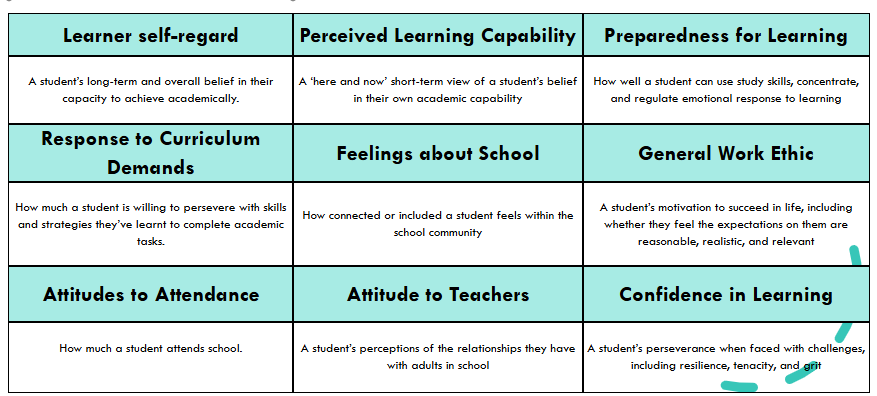 Learner self-regard
Perceived Learning Capability
Preparedness for Learning
A student's long-term and overall belief in their
capacity to achieve academically.
A 'here and now' short-term view of a student's belief
in their own academic capability
How well a student can use study skills, concentrate,
and regulate emotional response to learning
Response to Curriculum
Demands
Feelings about School
General Work Ethic
How much a student is willing to persevere with skills
and strategies they've learnt to complete academic
tasks.
How connected or included a student feels within the
school community
A student's motivation to succeed in life, including
whether they feel the expectations on them are
reasonable, realistic, and relevant
Attitudes to Attendance
Attitude to Teachers
Confidence in Learning
How much a student attends school.
A student's perceptions of the relationships they have
with adults in school
A student's perseverance when faced with challenges,
including resilience, tenacity, and grit